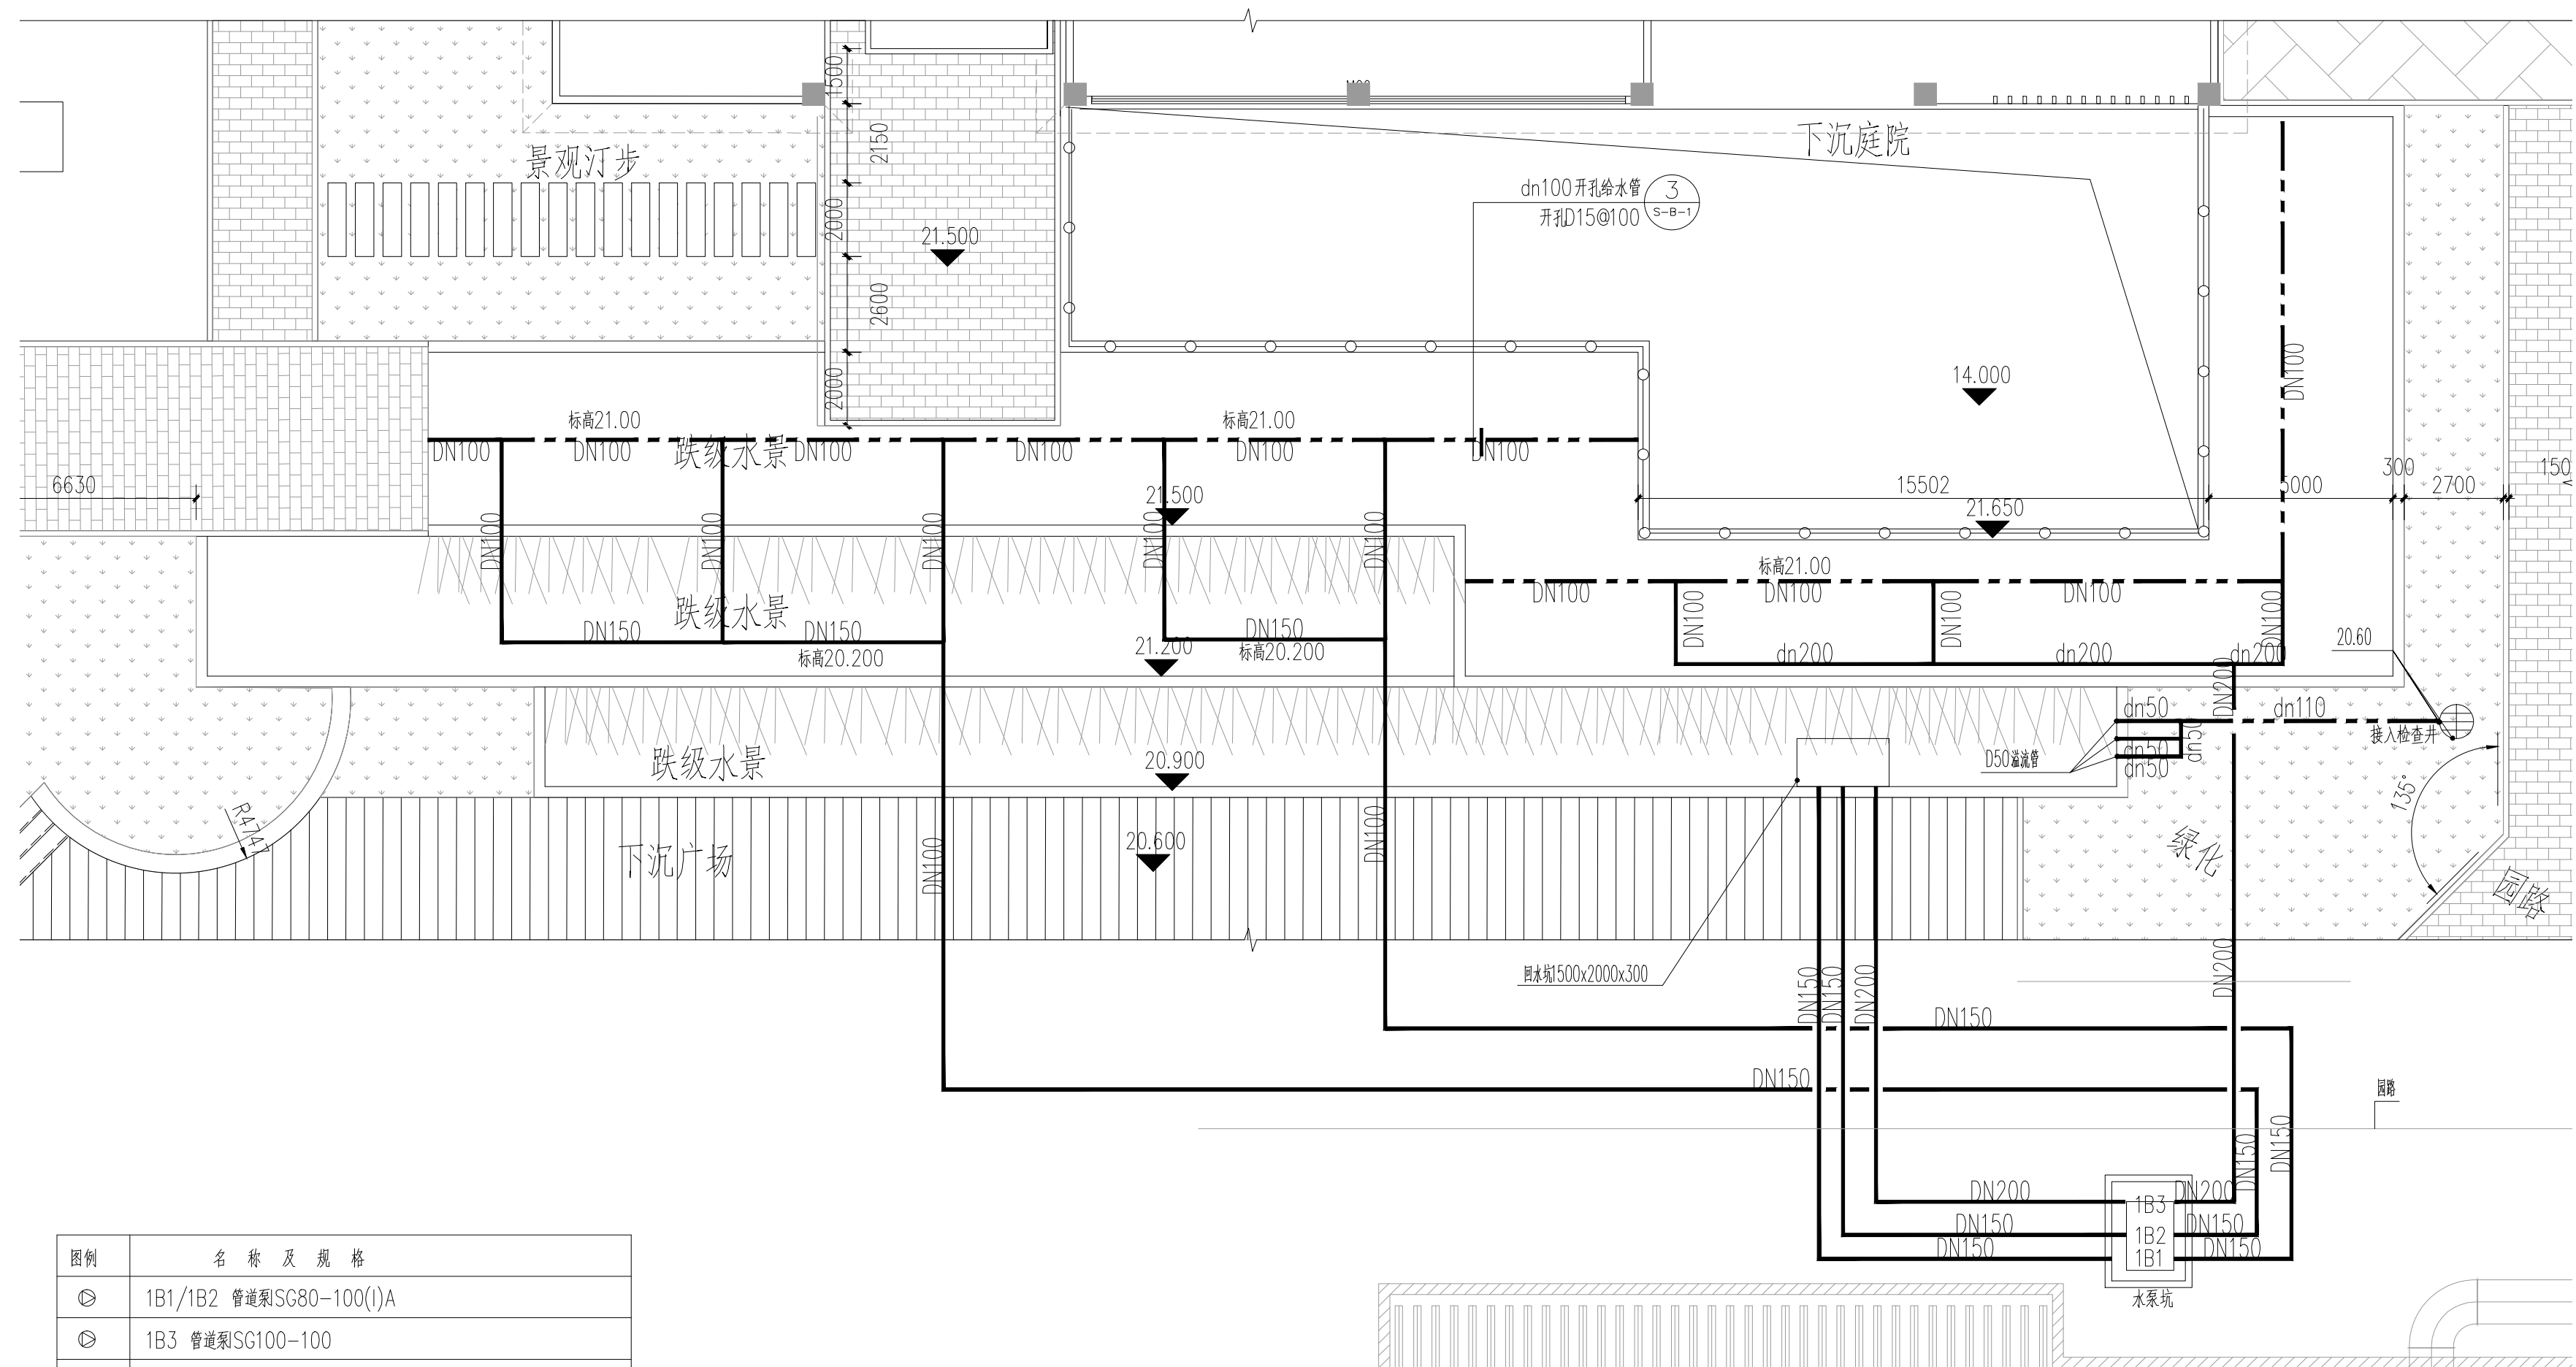 1500
2150
景观汀步
下沉庭院
dn100开孔给水管
开孔D15@100
3
S-B-1
2000
21.500
2600
DN100
2000
14.000
标高21.00
标高21.00
DN100
DN100
跌级水景
DN100
DN100
DN100
DN100
6630
15502
300
2700
150
21.500
21.650
DN100
DN100
DN100
DN100
DN100
标高21.00
DN100
DN100
DN100
DN100
DN100
DN100
跌级水景
DN150
DN150
DN150
标高20.200
标高20.200
21.200
dn200
dn200
dn200
20.60
DN200
dn50
dn110
接入检查井
dn50
dn50
dn50
D50溢流管
跌级水景
20.900
135°
R4747
下沉广场
20.600
DN100
DN100
绿化
园路
回水坑1500x2000x300
DN150
DN150
DN200
DN200
DN150
DN150
园路
DN150
DN150
DN200
1B3
DN200
DN150
1B2
DN150
DN150
1B1
DN150
水泵坑
图例
名 称 及 规 格
1B1/1B2 管道泵SG80-100(I)A
1B3 管道泵SG100-100